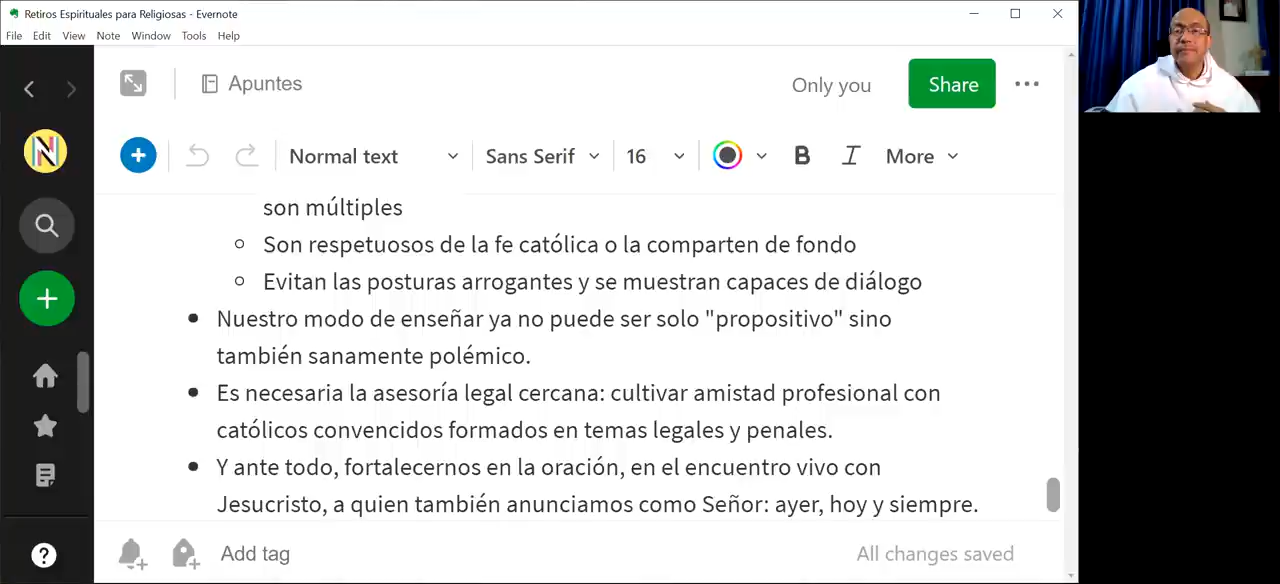 Retiros Espirituales para Religiosas - Evernote
File Edit View Note Window Tools Help
Apuntes
Only you
Share
Normal text
Sans Serif
16
B
I
More
son múltiples
Son respetuosos de la fe católica o la comparten de fondo
Evitan las posturas arrogantes y se muestran capaces de diálogo
Nuestro modo de enseñar ya no puede ser solo "propositivo" sino
también sanamente polémico.
Es necesaria la asesoría legal cercana: cultivar amistad profesional con
católicos convencidos formados en temas legales y penales.
Y ante todo, fortalecernos en la oración, en el encuentro vivo con
Jesucristo, a quien también anunciamos como Señor: ayer, hoy y siempre.
Add tag
All changes saved